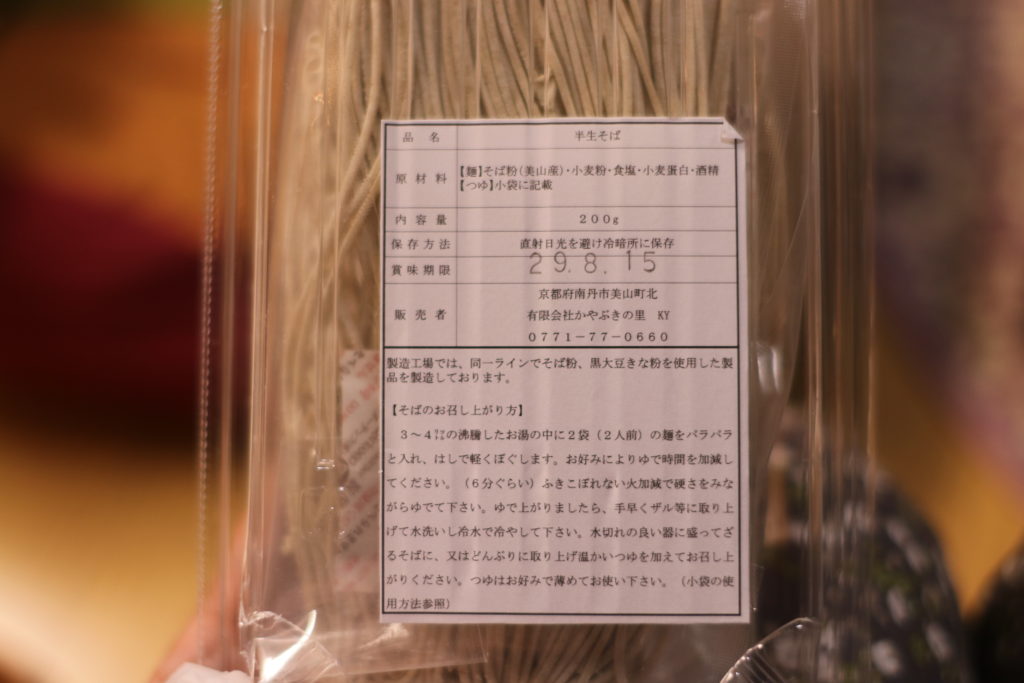 品名 半生そば
原材料 【麺】そば粉(美山産)・小麦粉・食塩・小麦蛋白・酒精
【つゆ】小袋に記載
内容量 200g
保存方法 直射日光を避け冷暗所に保存
賞味期限 29.8.15
販売者 京都府南丹市美山町北
有限会社かやぶきの里 KY
0771-77-0660
製造工場では、同一ラインでそば粉、黒大豆きな粉を使用した製
品を製造しております。
【そばのお召し上がり方】
3～4㍑の沸騰したお湯の中に2袋（2人前）の麺をバラバラ
と入れ、はしで軽くほぐします。お好みによりゆで時間を加減し
てください。（6分ぐらい）ふきこぼれない火加減で硬さをみな
がらゆでて下さい。ゆで上がりましたら、手早くザル等に取り上
げて水洗いし冷水で冷やして下さい。水切れの良い器に盛ってざ
るそばに、又はどんぶりに取り上げ温かいつゆを加えてお召し上
がりください。つゆはお好みで薄めてお使い下さい。（小袋の使
用方法参照）